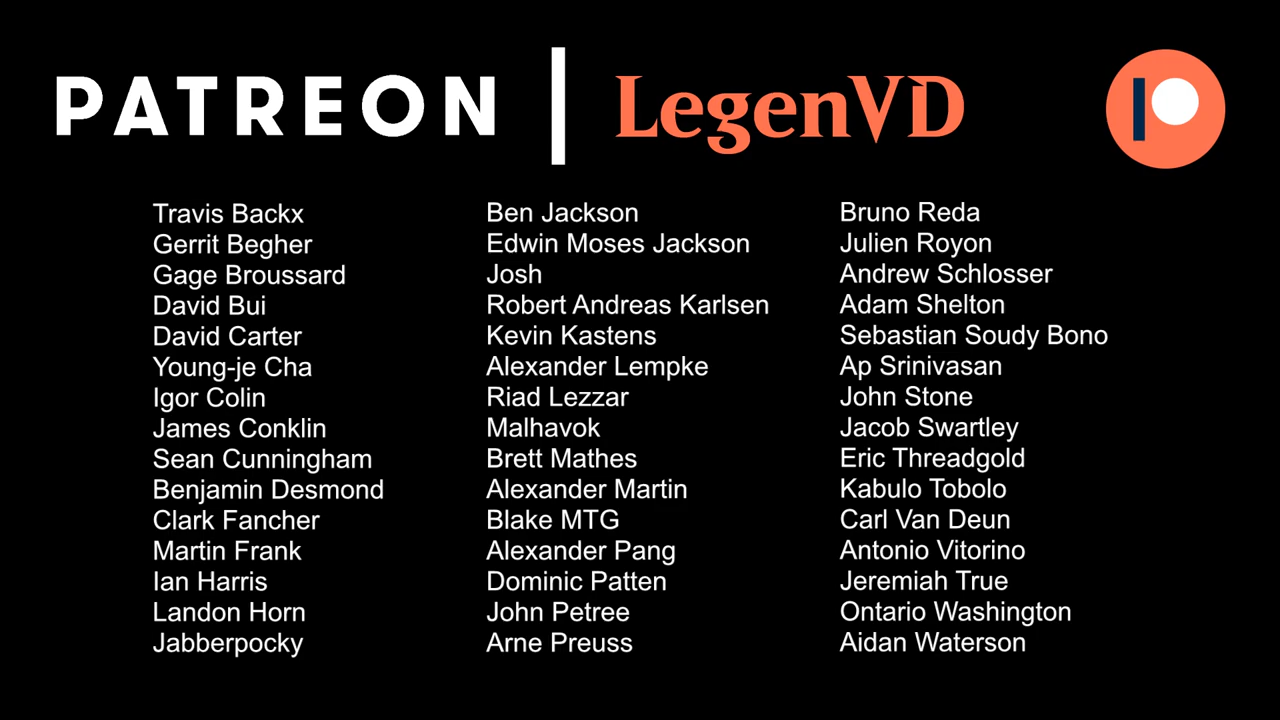 PATREON | LegenVD
Travis Backx
Gerrit Begher
Gage Broussard
David Bui
David Carter
Young-je Cha
Igor Colin
James Conklin
Sean Cunningham
Benjamin Desmond
Clark Fancher
Martin Frank
Ian Harris
Landon Horn
Jabberpocky
Ben Jackson
Edwin Moses Jackson
Josh
Robert Andreas Karlsen
Kevin Kastens
Alexander Lempke
Riad Lezzar
Malhavok
Brett Mathes
Alexander Martin
Blake MTG
Alexander Pang
Dominic Patten
John Petree
Arne Preuss
Bruno Reda
Julien Royon
Andrew Schlosser
Adam Shelton
Sebastian Soudy Bono
Ap Srinivasan
John Stone
Jacob Swartley
Eric Threadgold
Kabulo Tobolo
Carl Van Deun
Antonio Vitorino
Jeremiah True
Ontario Washington
Aidan Waterson